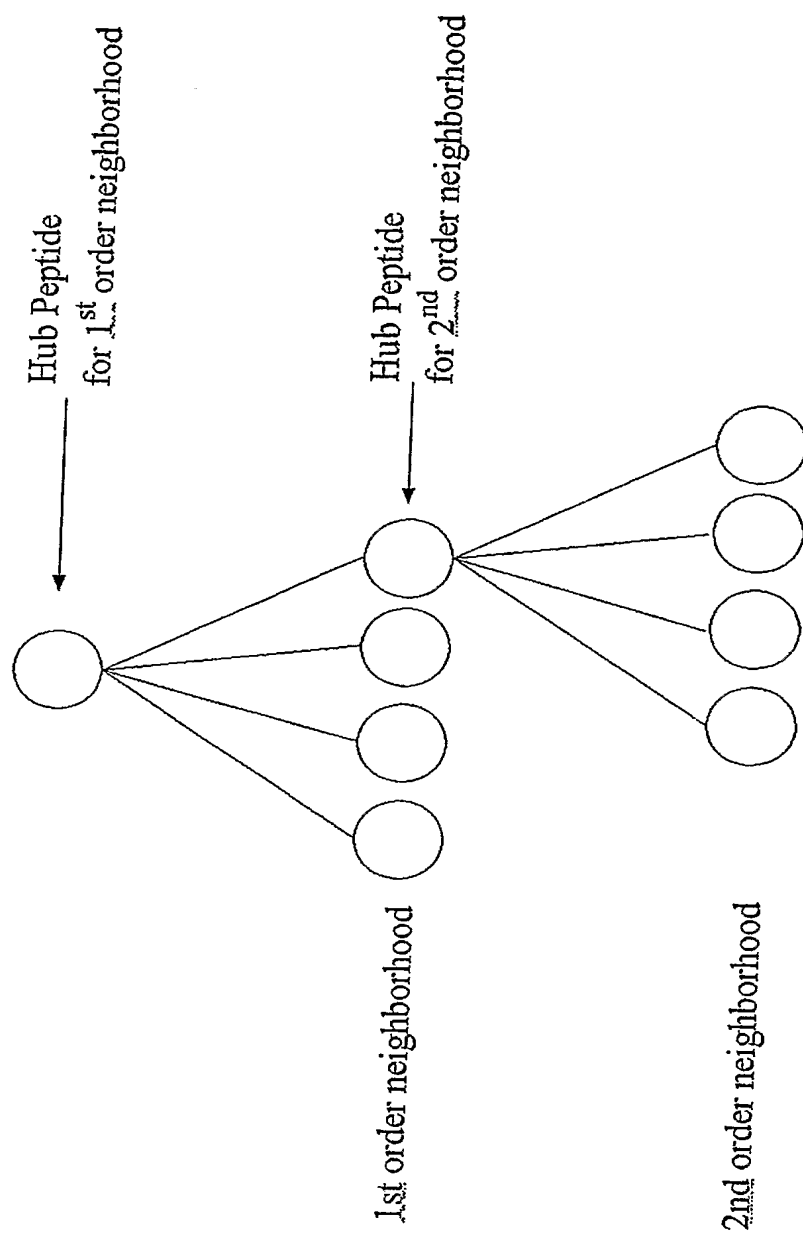 Hub Peptide
for 1st order neighborhood
Hub Peptide
for 2nd order neighborhood
1st order neighborhood
2nd order neighborhood